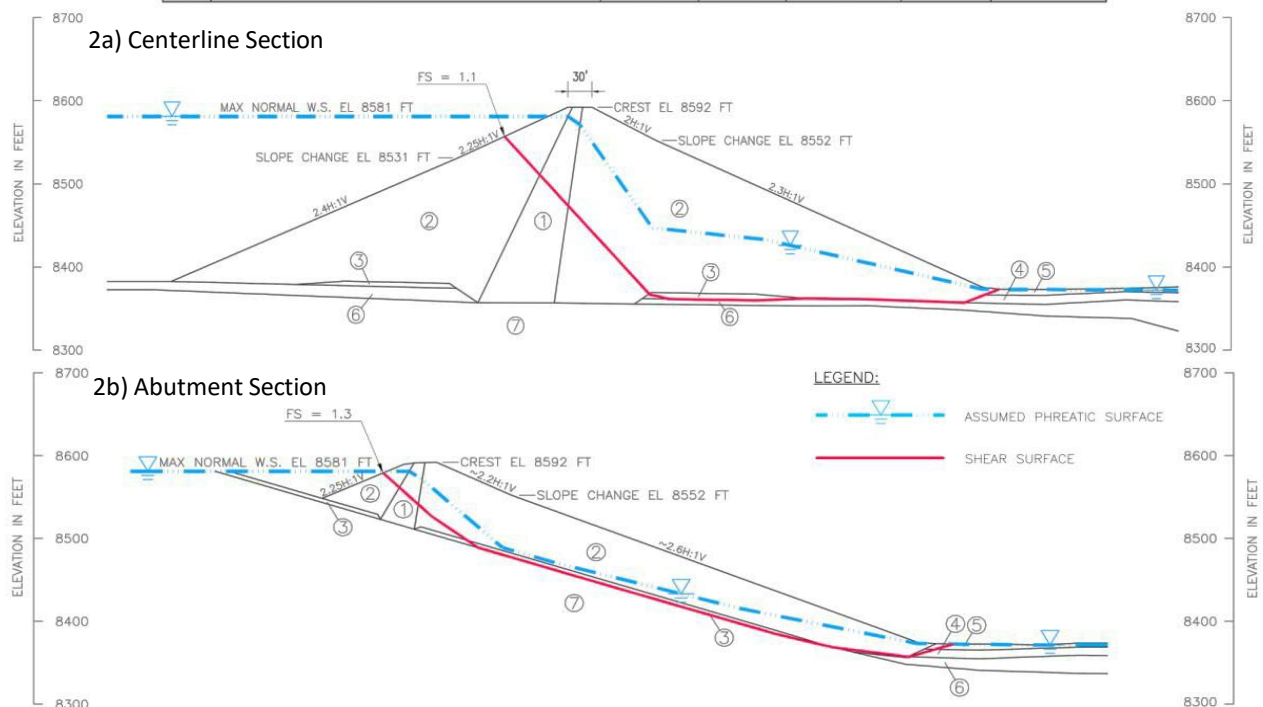 8700
8700
2a) Centerline Section
FS = 1.1
30'
8600
MAX NORMAL W.S. EL 8581 FT
CREST EL 8592 FT
8600
2H:1V
2.25H:1V
SLOPE CHANGE EL 8552 FT
SLOPE CHANGE EL 8531 FT
ELEVATION IN FEET
ELEVATION IN FEET
8500
2.4H:1V
2
1
2
2.3H:1V
8500
8400
3
3
4
5
8400
6
6
7
8300
8300
8700
2b) Abutment Section
LEGEND:
8700
FS = 1.3
ASSUMED PHREATIC SURFACE
8600
MAX NORMAL W.S. EL 8581 FT
CREST EL 8592 FT
SHEAR SURFACE
8600
2.25H:1V
2
~2.2H:1V
SLOPE CHANGE EL 8552 FT
1
3
ELEVATION IN FEET
ELEVATION IN FEET
8500
2
~2.6H:1V
8500
7
8400
3
4
5
8400
6
8300
8300